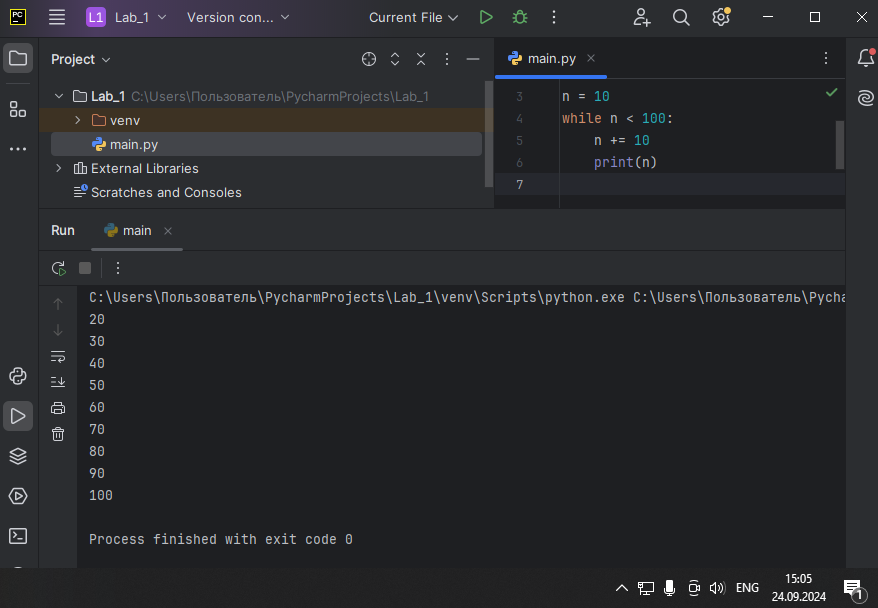 PC
L1 Lab_1 Version con... Current File
Project
Lab_1 C:\Users\Пользователь\PycharmProjects\Lab_1
venv
main.py
External Libraries
Scratches and Consoles
main.py
3 n = 10
4 while n < 100:
5 n += 10
6 print(n)
7
Run main
C:\Users\Пользователь\PycharmProjects\Lab_1\venv\Scripts\python.exe C:\Users\Пользователь\Pycha
20
30
40
50
60
70
80
90
100
Process finished with exit code 0
ENG
15:05
24.09.2024
1